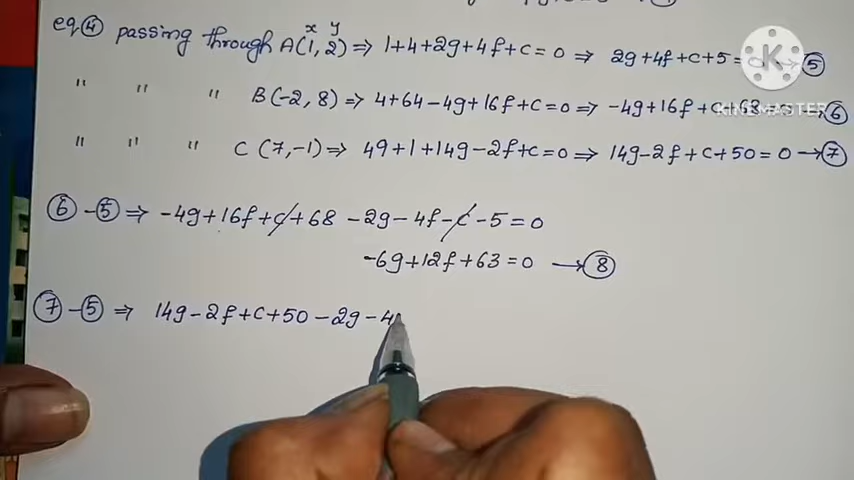 eq ④ passing through A(1, 2) ⇒ 1+4+2g+4f+c=0 ⇒ 2g+4f+c+5=0 → ⑤
x y
" " " B(-2, 8) ⇒ 4+64-4g+16f+c=0 ⇒ -4g+16f+c+68=0 → ⑥
" " " C (7,-1) ⇒ 49+1+14g-2f+c=0 ⇒ 14g-2f+c+50=0 → ⑦
⑥-⑤ ⇒ -4g+16f+c+68-2g-4f-c-5=0
-6g+12f+63=0 → ⑧
⑦-⑤ ⇒ 14g-2f+c+50-2g-4
KINEMASTER